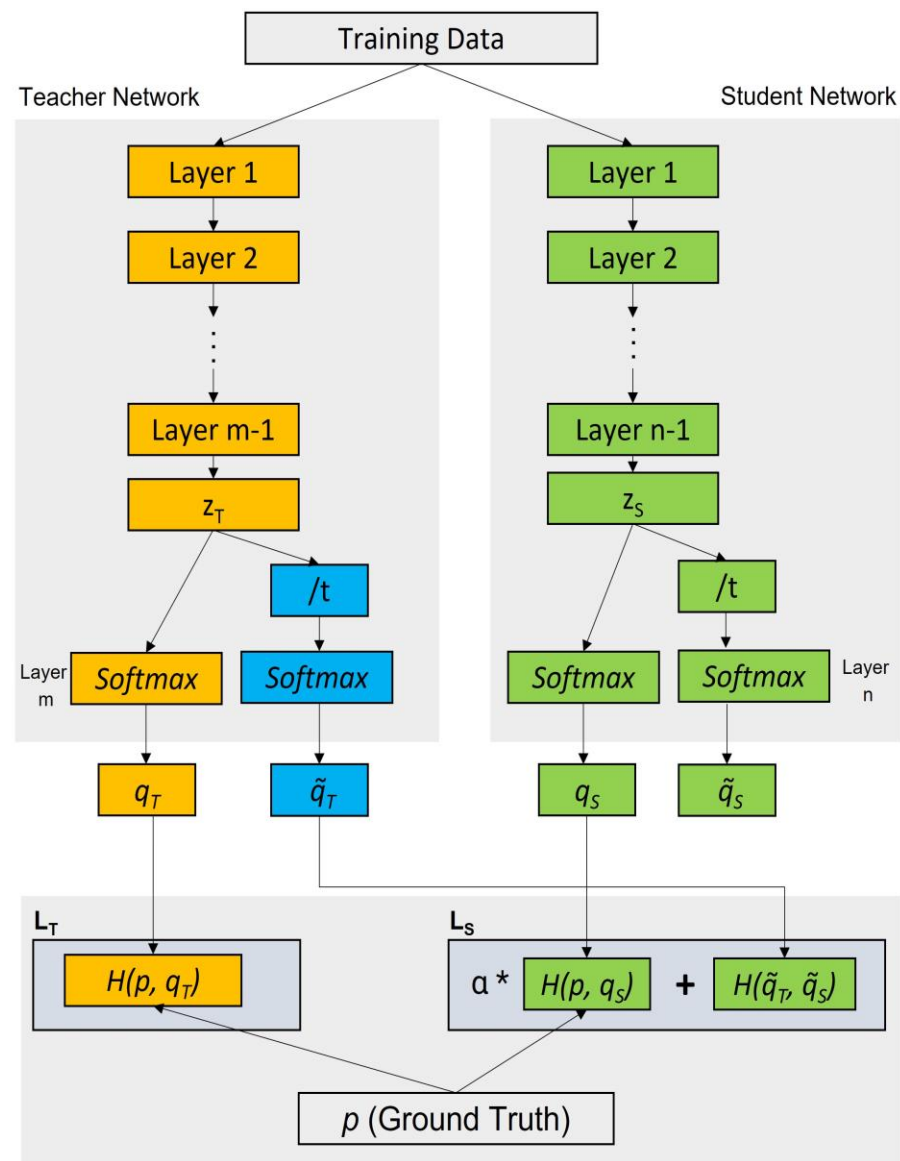 Training Data
Teacher Network
Student Network
Layer 1
Layer 2
⋮
Layer m-1
z_T
/t
Layer m
Softmax
Softmax
q_T
q̃_T
Layer 1
Layer 2
⋮
Layer n-1
z_S
/t
Softmax
Softmax
Layer n
q_S
q̃_S
L_T
H(p, q_T)
L_S
α * H(p, q_S) + H(q̃_T, q̃_S)
p (Ground Truth)